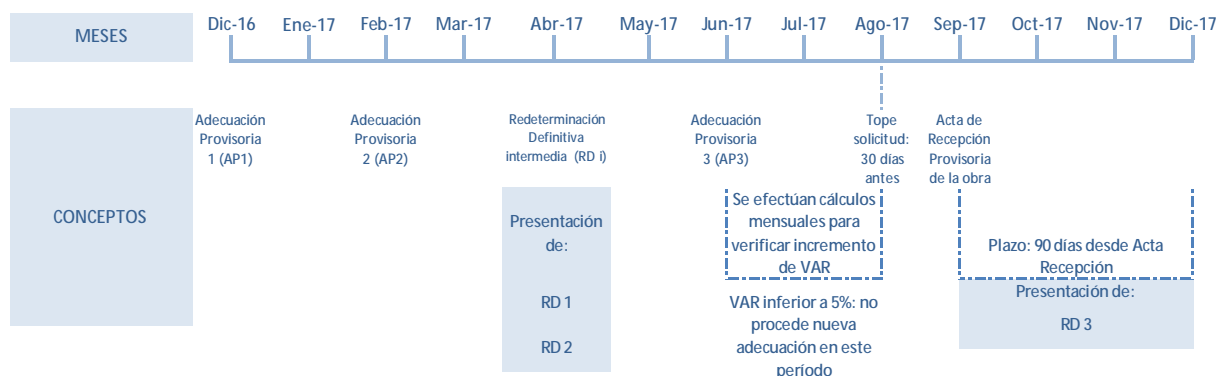 MESES
Dic-16 Ene-17 Feb-17 Mar-17 Abr-17 May-17 Jun-17 Jul-17 Ago-17 Sep-17 Oct-17 Nov-17 Dic-17
CONCEPTOS
Adecuación
Provisoria
1 (AP1)
Adecuación
Provisoria
2 (AP2)
Redeterminación
Definitiva
intermedia (RD i)
Presentación
de:
RD 1
RD 2
Adecuación
Provisoria
3 (AP3)
Se efectúan cálculos
mensuales para
verificar incremento
de VAR
VAR inferior a 5%: no
procede nueva
adecuación en este
período
Tope
solicitud:
30 días
antes
Acta de
Recepción
Provisoria
de la obra
Plazo: 90 días desde Acta
Recepción
Presentación de:
RD 3